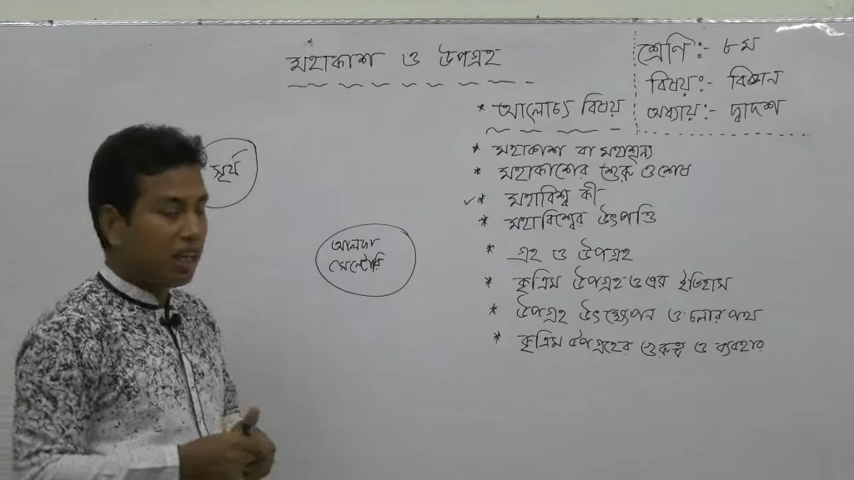 মহাকাশ ও উপগ্রহ
শ্রেণি:- ৮ম
বিষয়:- বিজ্ঞান
অধ্যায়:- দ্বাদশ
* আলোচ্য বিষয়
* মহাকাশ বা মহাশূন্য
* মহাকাশের শুরু ও শেষ
✓* মহাবিশ্ব কী-
* মহাবিশ্বের উৎপত্তি
* গ্রহ ও উপগ্রহ
* কৃত্রিম উপগ্রহ ও এর ইতিহাস
* উপগ্রহ উৎক্ষেপন ও চলার পথ
* কৃত্রিম উপগ্রহের গুরুত্ব ও ব্যবহার
সূর্য
আলফা
সেন্টোরি